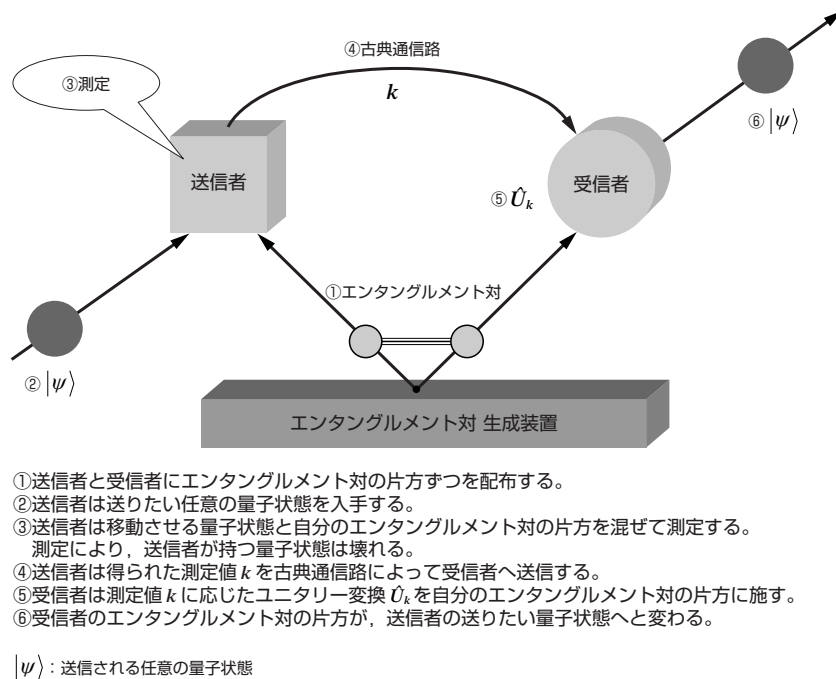 ④古典通信路
③測定
k
⑥|ψ⟩
送信者
受信者
⑤Û_k
①エンタングルメント対
②|ψ⟩
エンタングルメント対 生成装置
①送信者と受信者にエンタングルメント対の片方ずつを配布する。
②送信者は送りたい任意の量子状態を入手する。
③送信者は移動させる量子状態と自分のエンタングルメント対の片方を混ぜて測定する。
測定により，送信者が持つ量子状態は壊れる。
④送信者は得られた測定値 k を古典通信路によって受信者へ送信する。
⑤受信者は測定値 k に応じたユニタリー変換 Û_k を自分のエンタングルメント対の片方に施す。
⑥受信者のエンタングルメント対の片方が，送信者の送りたい量子状態へと変わる。
|ψ⟩：送信される任意の量子状態